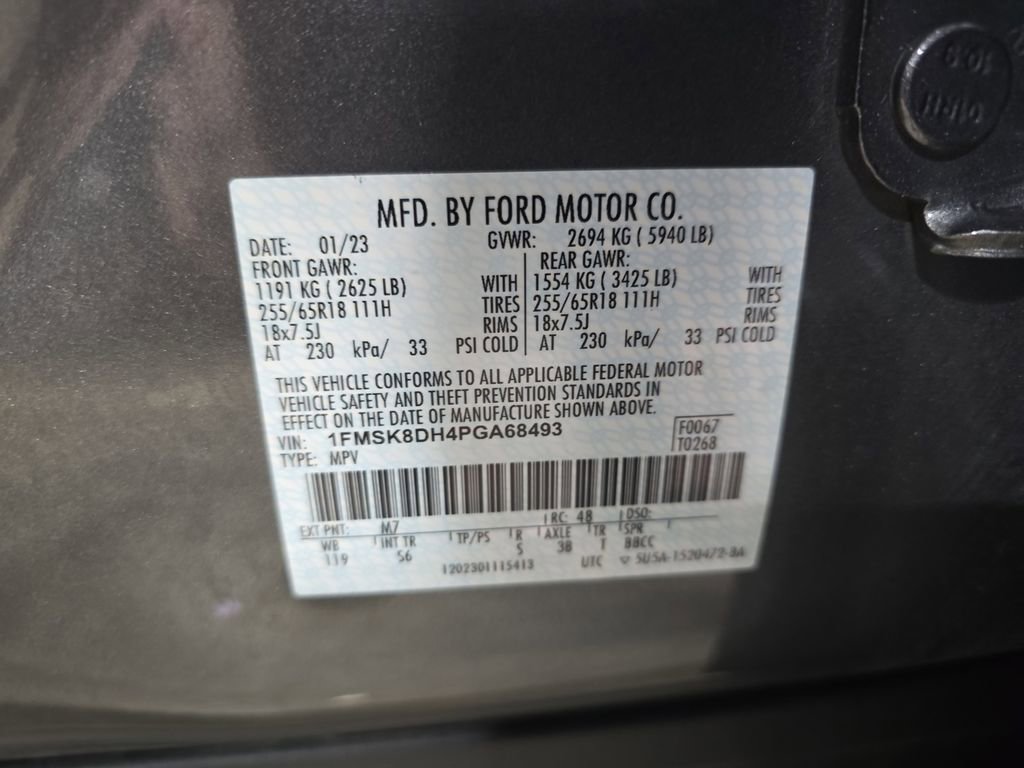 MFD. BY FORD MOTOR CO.
DATE: 01/23 GVWR: 2694 KG ( 5940 LB)
FRONT GAWR: REAR GAWR:
1191 KG ( 2625 LB) WITH 1554 KG ( 3425 LB) WITH
255/65R18 111H TIRES 255/65R18 111H TIRES
18x7.5J RIMS 18x7.5J RIMS
AT 230 kPa/ 33 PSI COLD AT 230 kPa/ 33 PSI COLD
THIS VEHICLE CONFORMS TO ALL APPLICABLE FEDERAL MOTOR
VEHICLE SAFETY AND THEFT PREVENTION STANDARDS IN
EFFECT ON THE DATE OF MANUFACTURE SHOWN ABOVE.
VIN: 1FMSK8DH4PGA68493 F0067
TYPE: MPV T0268
EXT PNT: M7 RC: 48 DSO:
WB INT TR TP/PS R AXLE TR SPR
119 S6 S 3B T BBCC
1202301115413 UTC
10.9